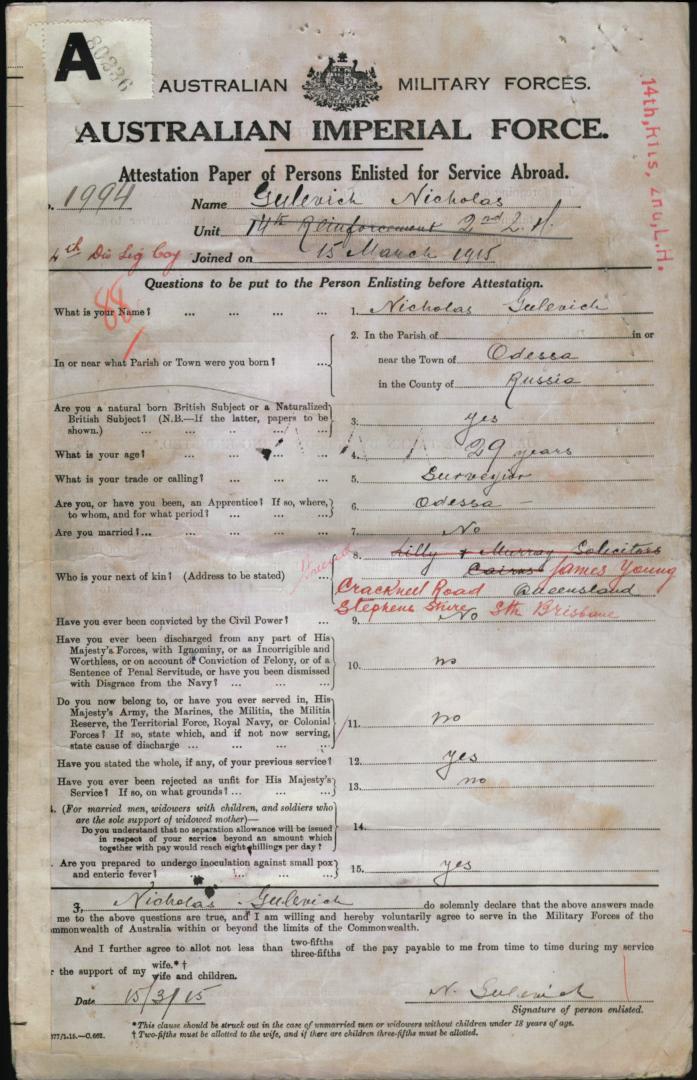 A
80336
AUSTRALIAN MILITARY FORCES.
AUSTRALIAN IMPERIAL FORCE.
14th, R'fts, 2nd, L.H.
Attestation Paper of Persons Enlisted for Service Abroad.
o. 1994 Name Gulevich Nicholas
Unit 14th Reinforcement 2nd L.H.
4th Div Sig Coy Joined on 15 March 1915
Questions to be put to the Person Enlisting before Attestation.
88
What is your Name? ... ... ... ... 1. Nicholas Gulevich
In or near what Parish or Town were you born? ... 2. In the Parish of in or
near the Town of Odessa
in the County of Russia
Are you a natural born British Subject or a Naturalized
British Subject? (N.B.—If the latter, papers to be
shown.) ... ... .. ... ... 3. yes
What is your age? ... ... ... 4. 29 years
What is your trade or calling? ... ... ... 5. Surveyior
Are you, or have you been, an Apprentice? If so, where,
to whom, and for what period? ... ... ... 6. Odessa —
Are you married? ... ... ... ... ... 7. No
Who is your next of kin? (Address to be stated) ... 8. Lilly & Murray Solicitors
Cairns James Young
Cracknell Road Queensland
Stephens Shire Sth Brisbane
Have you ever been convicted by the Civil Power? ... 9. No
Have you ever been discharged from any part of His
Majesty's Forces, with Ignominy, or as Incorrigible and
Worthless, or on account of Conviction of Felony, or of a
Sentence of Penal Servitude, or have you been dismissed
with Disgrace from the Navy? ... ... ... 10. no
Do you now belong to, or have you ever served in, His
Majesty's Army, the Marines, the Militia, the Militia
Reserve, the Territorial Force, Royal Navy, or Colonial
Forces? If so, state which, and if not now serving,
state cause of discharge ... ... ... ... 11. no
Have you stated the whole, if any, of your previous service? 12. yes
Have you ever been rejected as unfit for His Majesty's
Service? If so, on what grounds? ... ... ... 13. no
4. (For married men, widowers with children, and soldiers who
are the sole support of widowed mother)—
Do you understand that no separation allowance will be issued
in respect of your service beyond an amount which
together with pay would reach eight shillings per day? 14.
. Are you prepared to undergo inoculation against small pox
and enteric fever? ... ... ... ... 15. yes
I, Nicholas Gulevich do solemnly declare that the above answers made
me to the above questions are true, and I am willing and hereby voluntarily agree to serve in the Military Forces of the
ommonwealth of Australia within or beyond the limits of the Commonwealth.
And I further agree to allot not less than two-fifths three-fifths of the pay payable to me from time to time during my service
r the support of my wife.*† wife and children.
Date 15/3/15 N. Gulevich
Signature of person enlisted.
*This clause should be struck out in the case of unmarried men or widowers without children under 18 years of age.
377/1.15.—C.662. † Two-fifths must be allotted to the wife, and if there are children three-fifths must be allotted.